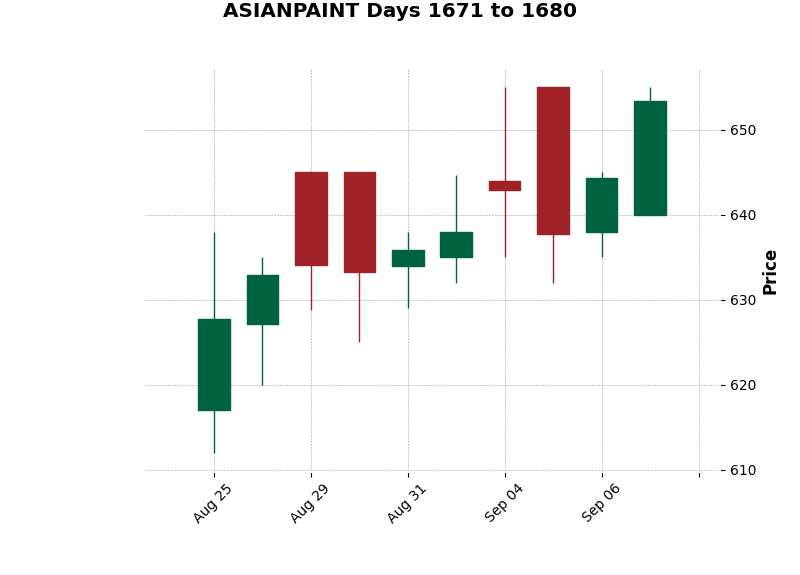 ASIANPAINT Days 1671 to 1680
650
640
630
620
610
Price
Aug 25
Aug 29
Aug 31
Sep 04
Sep 06